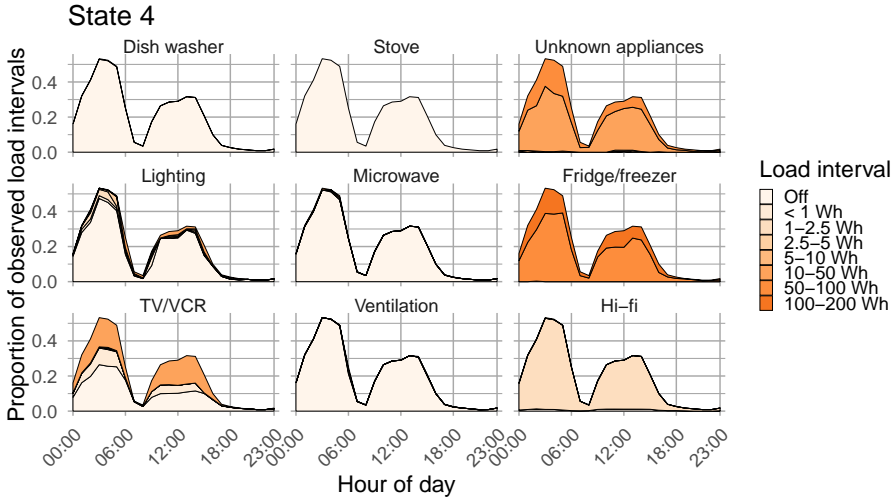 State 4
Dish washer Stove Unknown appliances
0.4
0.2
0.0
Lighting Microwave Fridge/freezer
0.4
0.2
0.0
TV/VCR Ventilation Hi−fi
0.4
0.2
0.0
00:00 06:00 12:00 18:00 23:00 00:00 06:00 12:00 18:00 23:00 00:00 06:00 12:00 18:00 23:00
Hour of day
Proportion of observed load intervals
Load interval
Off
< 1 Wh
1−2.5 Wh
2.5−5 Wh
5−10 Wh
10−50 Wh
50−100 Wh
100−200 Wh